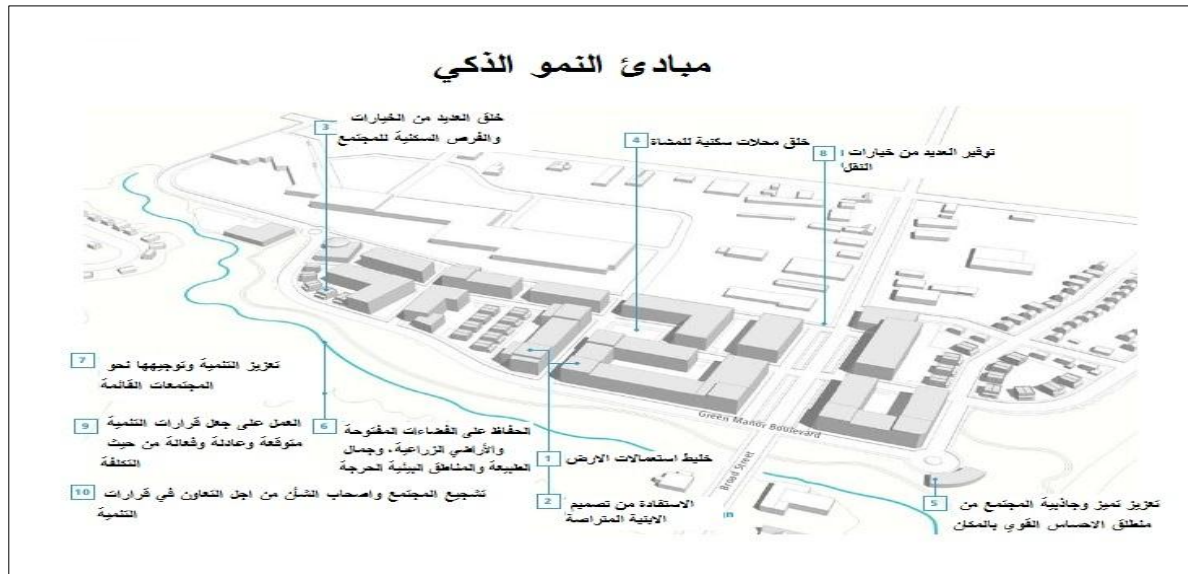 مبادئ النمو الذكي
3 خلق العديد من الخيارات
والفرص السكنية للمجتمع
4 خلق محلات سكنية للمشاة
8 توفير العديد من خيارات
النقل
7 تعزيز التنمية وتوجيهها نحو
المجتمعات القائمة
9 العمل على جعل قرارات التنمية
متوقعة وعادلة وفعالة من حيث
التكلفة
10 تشجيع المجتمع واصحاب الشأن من اجل التعاون في قرارات
التنمية
6 الحفاظ على الفضاءات المفتوحة
والأراضي الزراعية، وجمال
الطبيعة والمناطق البيئية الحرجة
1 خليط استعمالات الارض
2 الاستفادة من تصميم
الابنية المتراصة
5 تعزيز تميز وجاذبية المجتمع من
منطلق الاحساس القوي بالمكان
Green Manor Boulevard
Broad Street